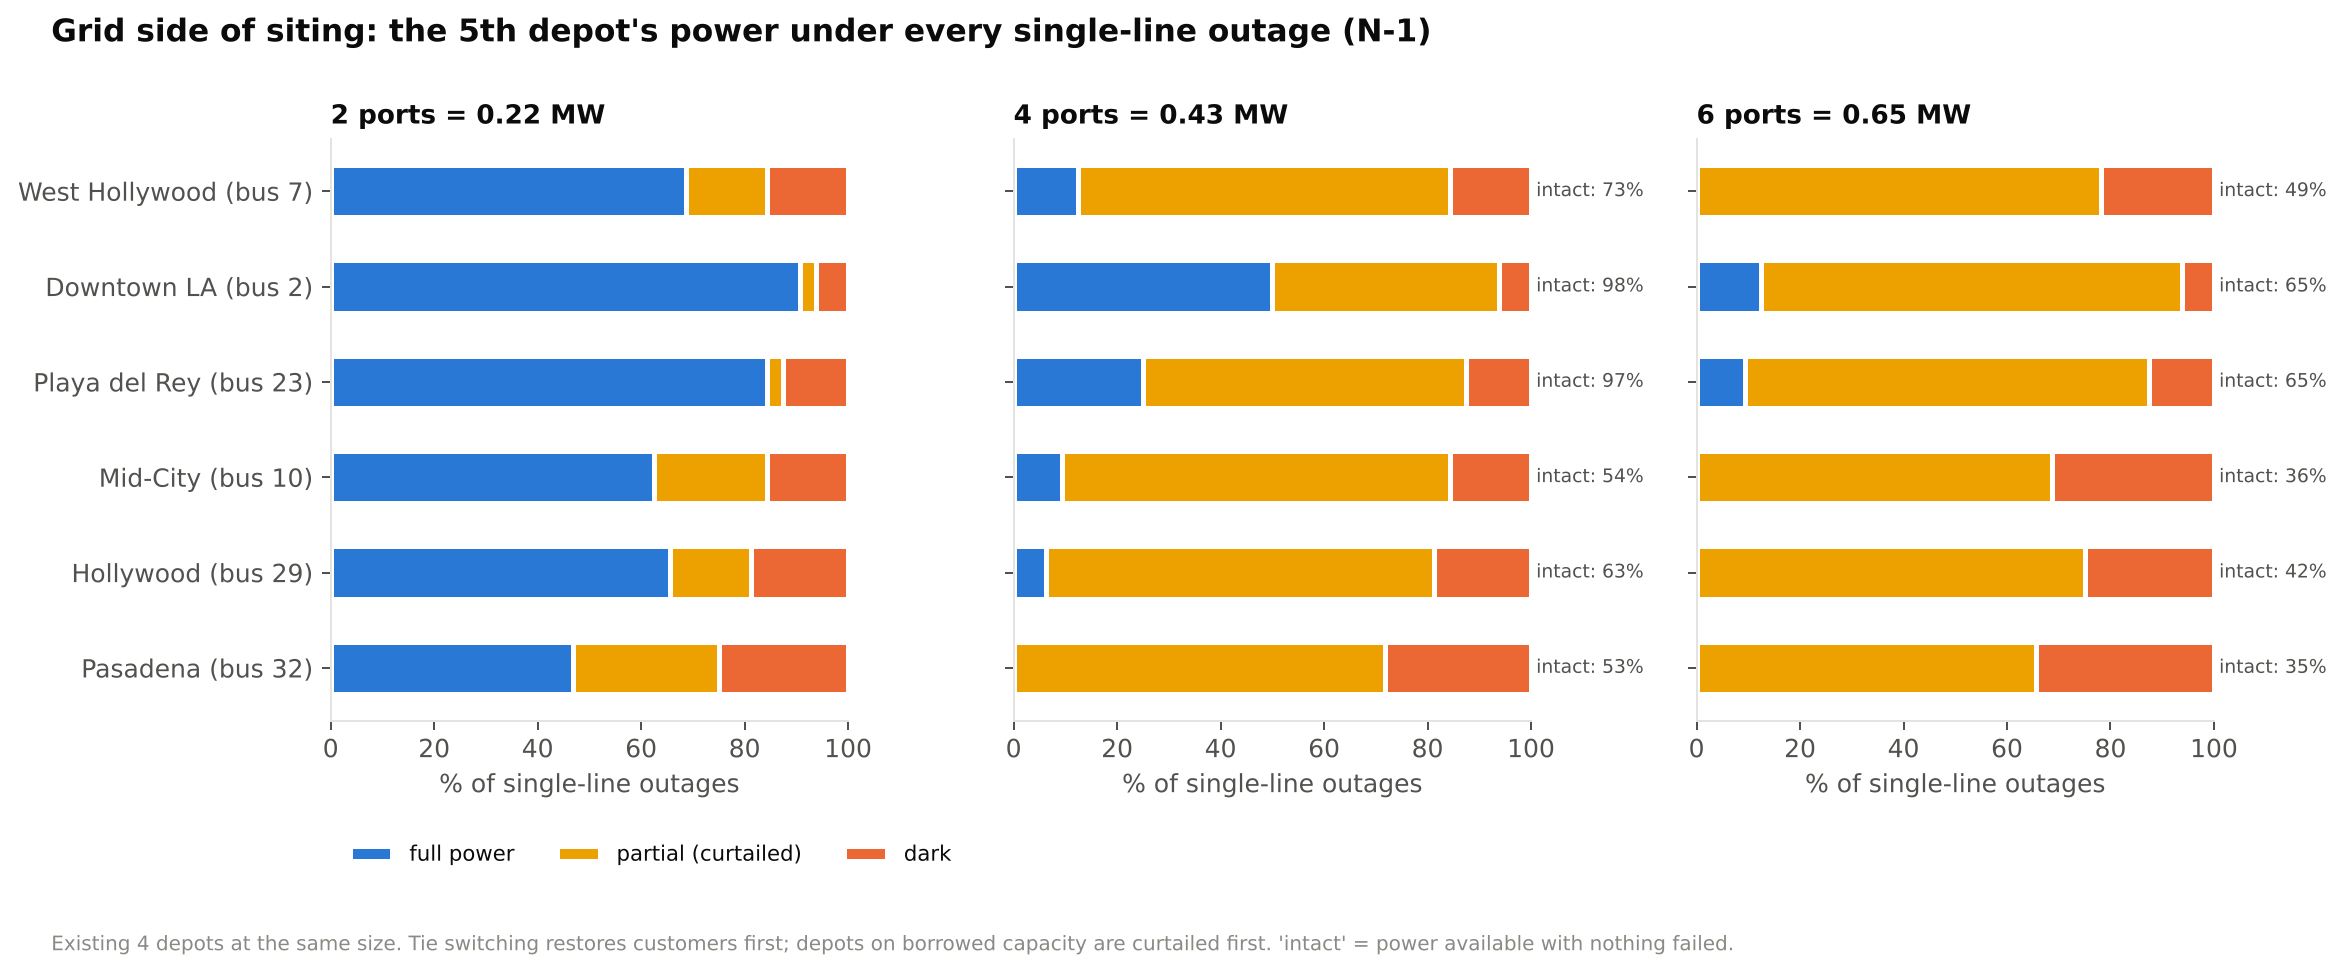 Grid side of siting: the 5th depot's power under every single-line outage (N-1)
2 ports = 0.22 MW
4 ports = 0.43 MW
6 ports = 0.65 MW
West Hollywood (bus 7)
intact: 73%
intact: 49%
Downtown LA (bus 2)
intact: 98%
intact: 65%
Playa del Rey (bus 23)
intact: 97%
intact: 65%
Mid-City (bus 10)
intact: 54%
intact: 36%
Hollywood (bus 29)
intact: 63%
intact: 42%
Pasadena (bus 32)
intact: 53%
intact: 35%
0 20 40 60 80 100
0 20 40 60 80 100
0 20 40 60 80 100
% of single-line outages
% of single-line outages
% of single-line outages
full power
partial (curtailed)
dark
Existing 4 depots at the same size. Tie switching restores customers first; depots on borrowed capacity are curtailed first. 'intact' = power available with nothing failed.